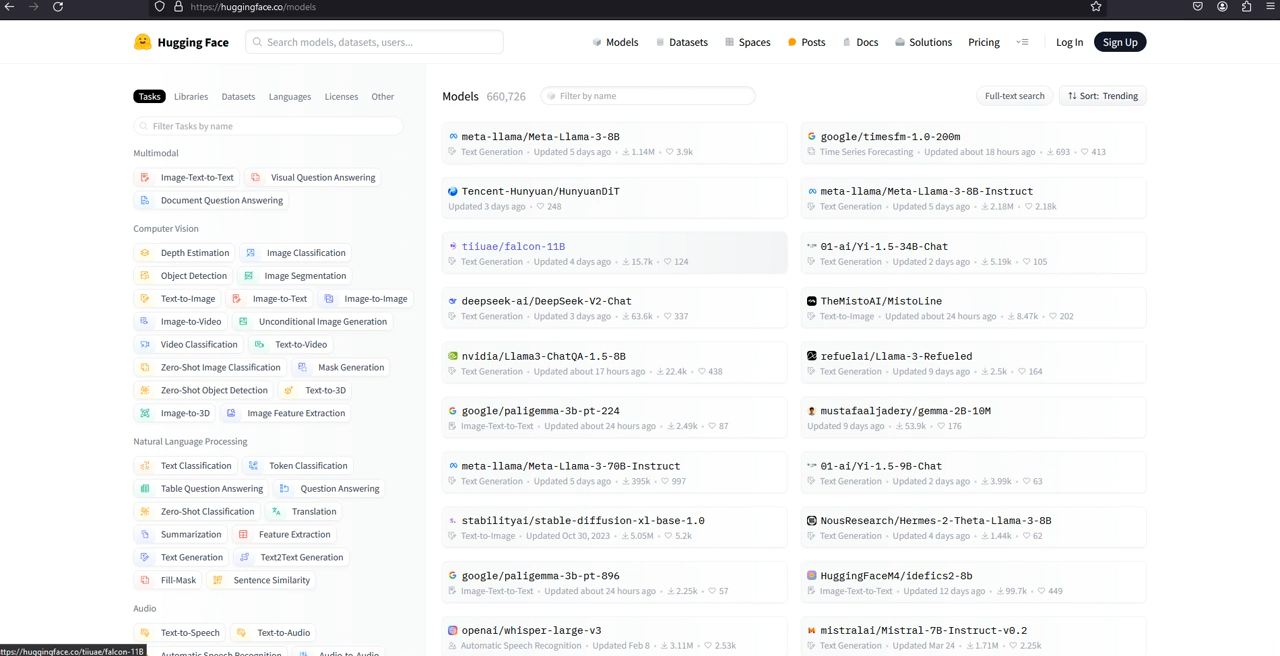 https://huggingface.co/models
Hugging Face
Search models, datasets, users...
Models
Datasets
Spaces
Posts
Docs
Solutions
Pricing
Log In
Sign Up
Tasks
Libraries
Datasets
Languages
Licenses
Other
Filter Tasks by name
Multimodal
Image-Text-to-Text
Visual Question Answering
Document Question Answering
Computer Vision
Depth Estimation
Image Classification
Object Detection
Image Segmentation
Text-to-Image
Image-to-Text
Image-to-Image
Image-to-Video
Unconditional Image Generation
Video Classification
Text-to-Video
Zero-Shot Image Classification
Mask Generation
Zero-Shot Object Detection
Text-to-3D
Image-to-3D
Image Feature Extraction
Natural Language Processing
Text Classification
Token Classification
Table Question Answering
Question Answering
Zero-Shot Classification
Translation
Summarization
Feature Extraction
Text Generation
Text2Text Generation
Fill-Mask
Sentence Similarity
Audio
Text-to-Speech
Text-to-Audio
Automatic Speech Recognition
Audio-to-Audio
ttps://huggingface.co/tiiuae/falcon-11B
Models 660,726
Filter by name
Full-text search
Sort: Trending
meta-llama/Meta-Llama-3-8B
Text Generation • Updated 5 days ago • 1.14M • 3.9k
google/timesfm-1.0-200m
Time Series Forecasting • Updated about 18 hours ago • 693 • 413
Tencent-Hunyuan/HunyuanDiT
Updated 3 days ago • 248
meta-llama/Meta-Llama-3-8B-Instruct
Text Generation • Updated 5 days ago • 2.18M • 2.18k
tiiuae/falcon-11B
Text Generation • Updated 4 days ago • 15.7k • 124
01-ai/Yi-1.5-34B-Chat
Text Generation • Updated 2 days ago • 5.19k • 105
deepseek-ai/DeepSeek-V2-Chat
Text Generation • Updated 3 days ago • 63.6k • 337
TheMistoAI/MistoLine
Text-to-Image • Updated about 24 hours ago • 8.47k • 202
nvidia/Llama3-ChatQA-1.5-8B
Text Generation • Updated about 17 hours ago • 22.4k • 438
refuelai/Llama-3-Refueled
Text Generation • Updated 9 days ago • 2.5k • 164
google/paligemma-3b-pt-224
Image-Text-to-Text • Updated about 24 hours ago • 2.49k • 87
mustafaaljadery/gemma-2B-10M
Updated 9 days ago • 53.9k • 176
meta-llama/Meta-Llama-3-70B-Instruct
Text Generation • Updated 5 days ago • 395k • 997
01-ai/Yi-1.5-9B-Chat
Text Generation • Updated 2 days ago • 3.99k • 63
stabilityai/stable-diffusion-xl-base-1.0
Text-to-Image • Updated Oct 30, 2023 • 5.05M • 5.2k
NousResearch/Hermes-2-Theta-Llama-3-8B
Text Generation • Updated 4 days ago • 1.44k • 62
google/paligemma-3b-pt-896
Image-Text-to-Text • Updated about 24 hours ago • 2.25k • 57
HuggingFaceM4/idefics2-8b
Image-Text-to-Text • Updated 12 days ago • 99.7k • 449
openai/whisper-large-v3
Automatic Speech Recognition • Updated Feb 8 • 3.11M • 2.53k
mistralai/Mistral-7B-Instruct-v0.2
Text Generation • Updated Mar 24 • 1.71M • 2.25k